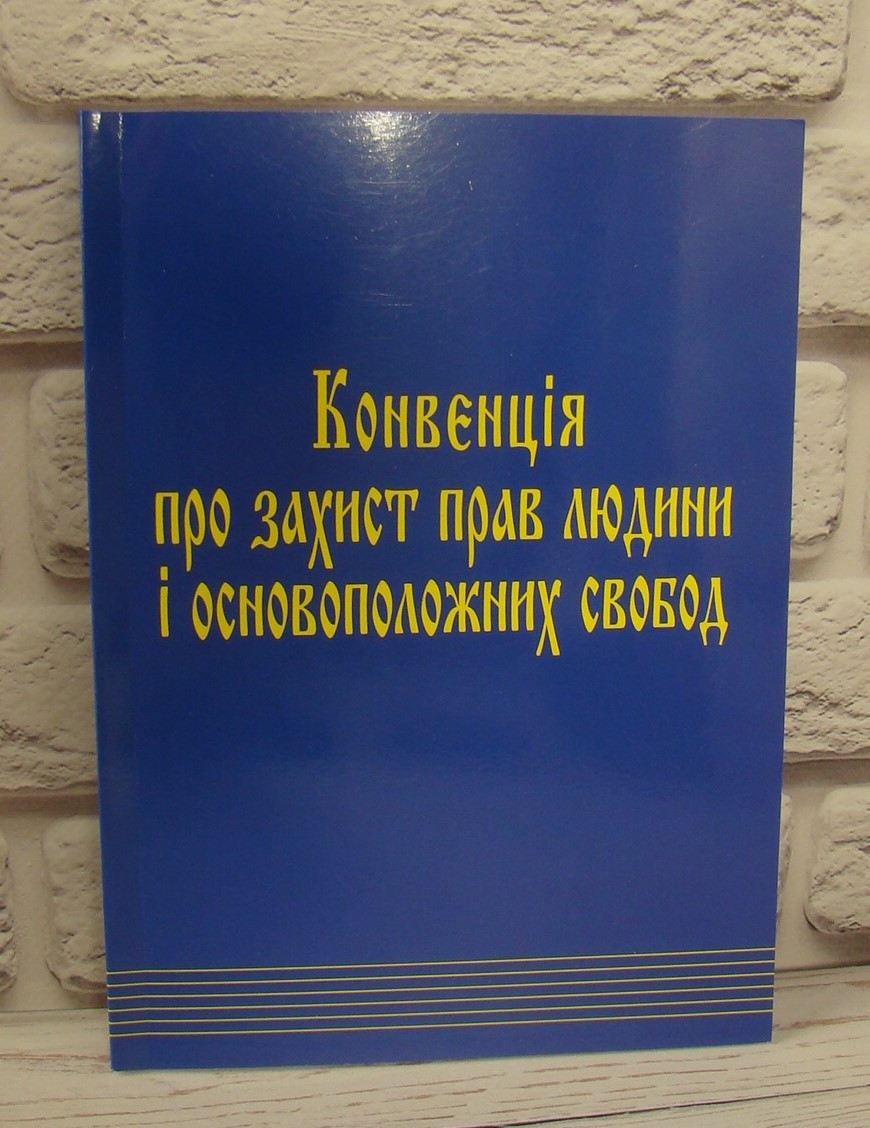 Конвенція
про захист прав людини
і основоположних свобод